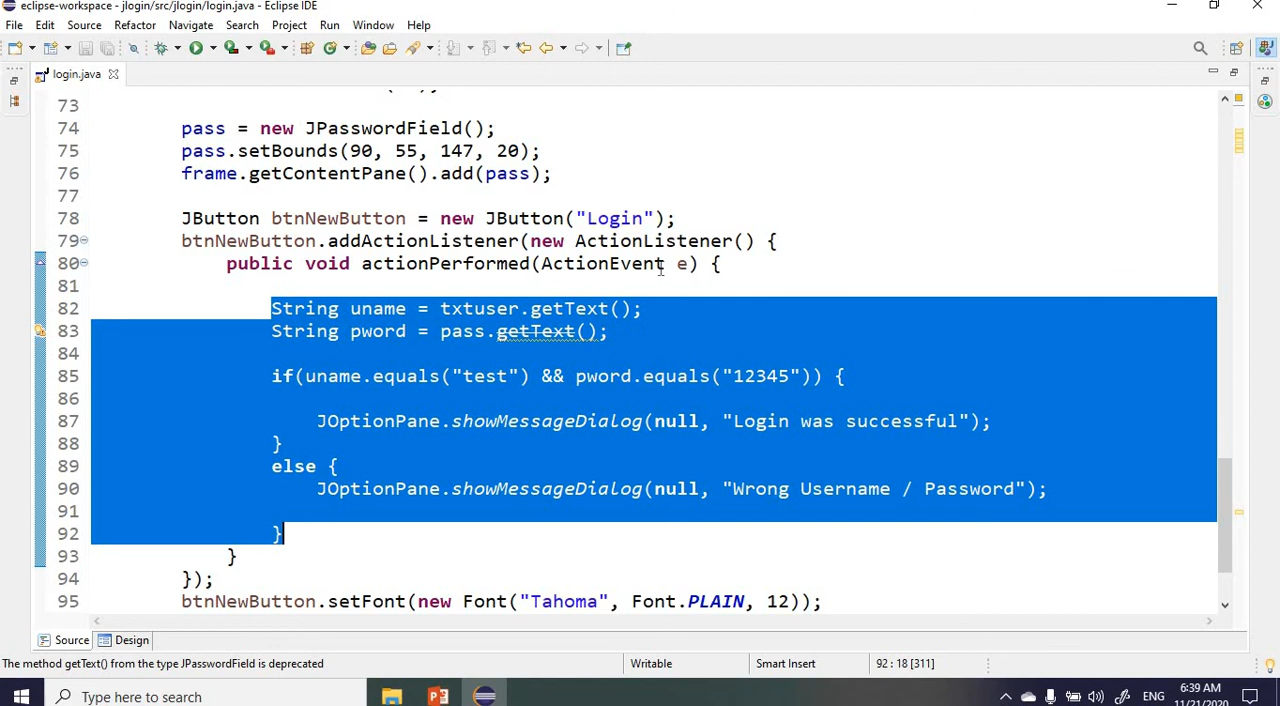 eclipse-workspace - jlogin/src/jlogin/login.java - Eclipse IDE
File Edit Source Refactor Navigate Search Project Run Window Help
login.java
73
74 pass = new JPasswordField();
75 pass.setBounds(90, 55, 147, 20);
76 frame.getContentPane().add(pass);
77
78 JButton btnNewButton = new JButton("Login");
79 btnNewButton.addActionListener(new ActionListener() {
80 public void actionPerformed(ActionEvent e) {
81
82 String uname = txtuser.getText();
83 String pword = pass.getText();
84
85 if(uname.equals("test") && pword.equals("12345")) {
86
87 JOptionPane.showMessageDialog(null, "Login was successful");
88 }
89 else {
90 JOptionPane.showMessageDialog(null, "Wrong Username / Password");
91
92 }
93 }
94 });
95 btnNewButton.setFont(new Font("Tahoma", Font.PLAIN, 12));
Source Design
The method getText() from the type JPasswordField is deprecated Writable Smart Insert 92 : 18 [311]
Type here to search ENG 6:39 AM
11/21/2020